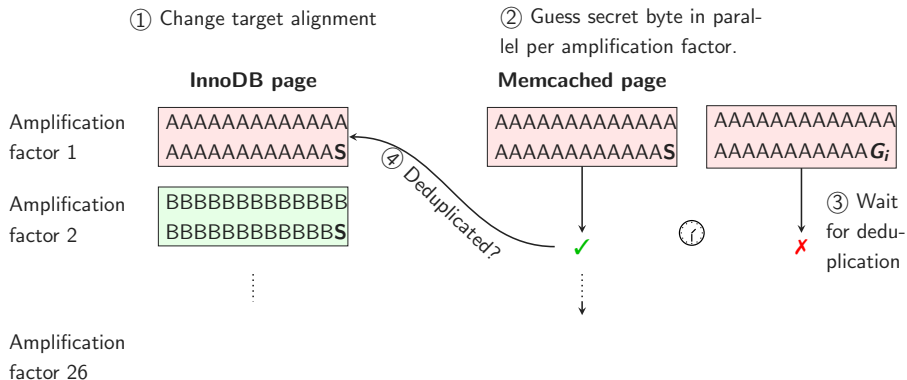 ① Change target alignment
② Guess secret byte in paral-
lel per amplification factor.
InnoDB page
Memcached page
Amplification
factor 1
AAAAAAAAAAAAA
AAAAAAAAAAAAS
AAAAAAAAAAAAA
AAAAAAAAAAAAS
AAAAAAAAAAAAA
AAAAAAAAAAAGi
④ Deduplicated?
Amplification
factor 2
BBBBBBBBBBBBB
BBBBBBBBBBBBS
✓
✗
③ Wait
for dedu-
plication
Amplification
factor 26